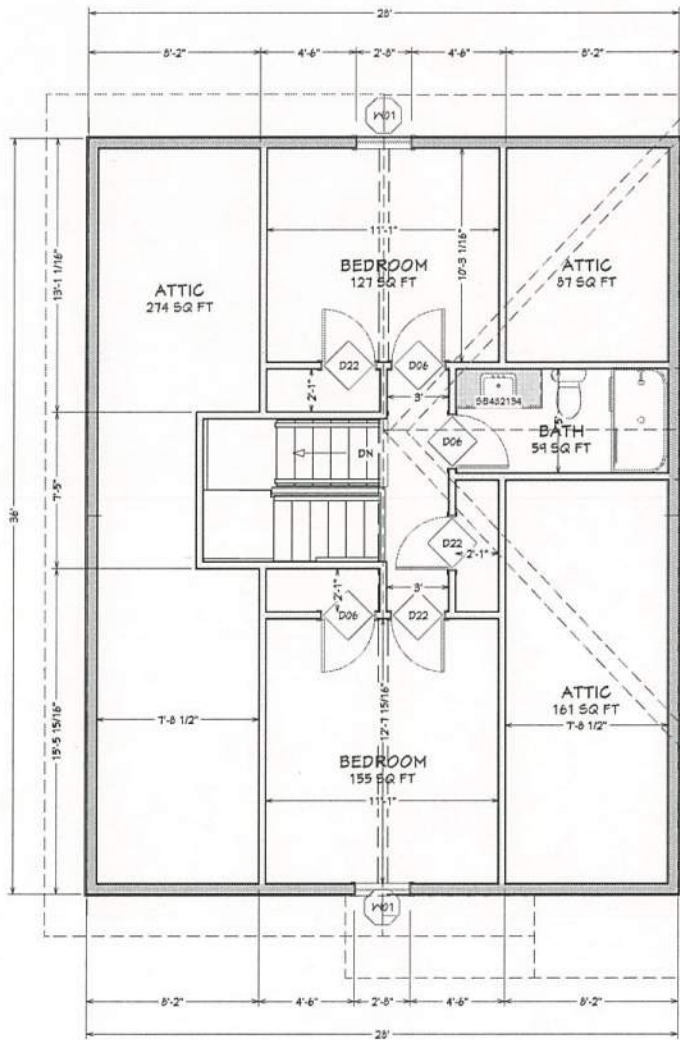 28'
8'-2"
4'-6"
2'-8"
4'-6"
8'-2"
W01
36'
13'-1 1/16"
11'-1"
10'-3 1/16"
BEDROOM
127 SQ FT
ATTIC
274 SQ FT
ATTIC
87 SQ FT
D22
D06
2'-1"
3'
SB482134
5'
D06
BATH
59 SQ FT
DN
7'-5"
D22
2'-1"
2'-1"
3'
D06
D22
15'-5 15/16"
7'-8 1/2"
12'-7 15/16"
ATTIC
161 SQ FT
7'-8 1/2"
BEDROOM
155 SQ FT
11'-1"
W01
8'-2"
4'-6"
2'-8"
4'-6"
8'-2"
28'